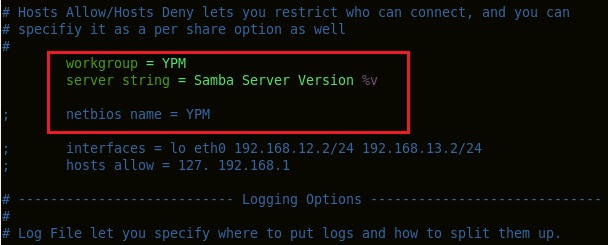 # Hosts Allow/Hosts Deny lets you restrict who can connect, and you can
# specifiy it as a per share option as well
#
workgroup = YPM
server string = Samba Server Version %v
; netbios name = YPM
; interfaces = lo eth0 192.168.12.2/24 192.168.13.2/24
; hosts allow = 127. 192.168.1
# --------------------------- Logging Options -----------------------------
#
# Log File let you specify where to put logs and how to split them up.